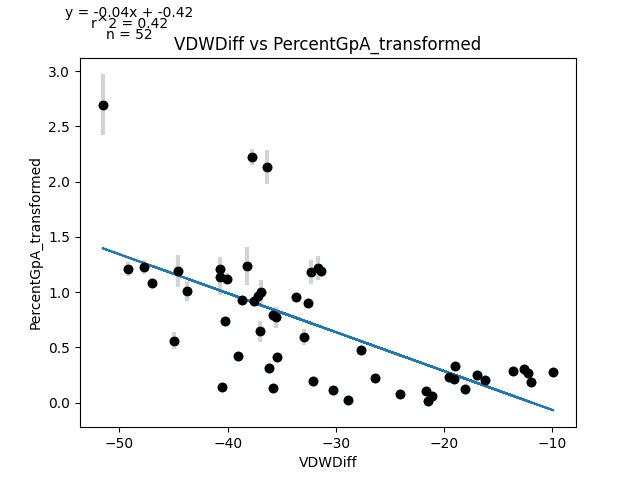 y = -0.04x + -0.42
r^2 = 0.42
n = 52
VDWDiff vs PercentGpA_transformed
3.0
2.5
2.0
1.5
1.0
0.5
0.0
PercentGpA_transformed
−50
−40
−30
−20
−10
VDWDiff